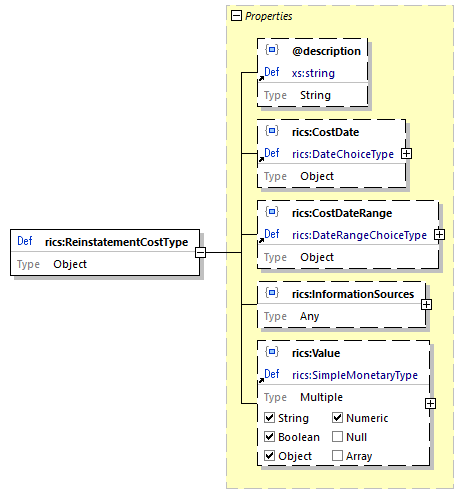 Properties
@description
Def xs:string
Type String
rics:CostDate
Def rics:DateChoiceType
Type Object
rics:CostDateRange
Def rics:DateRangeChoiceType
Type Object
Def rics:ReinstatementCostType
Type Object
rics:InformationSources
Type Any
rics:Value
Def rics:SimpleMonetaryType
Type Multiple
String Numeric
Boolean Null
Object Array